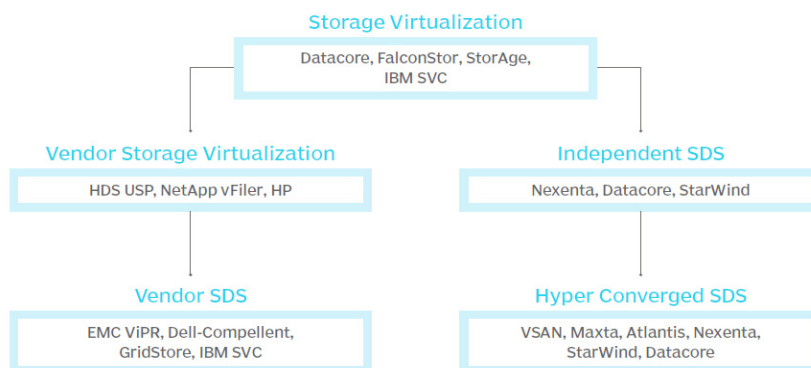 Storage Virtualization
Datacore, FalconStor, StorAge,
IBM SVC
Vendor Storage Virtualization
HDS USP, NetApp vFiler, HP
Independent SDS
Nexenta, Datacore, StarWind
Vendor SDS
EMC ViPR, Dell-Compellent,
GridStore, IBM SVC
Hyper Converged SDS
VSAN, Maxta, Atlantis, Nexenta,
StarWind, Datacore